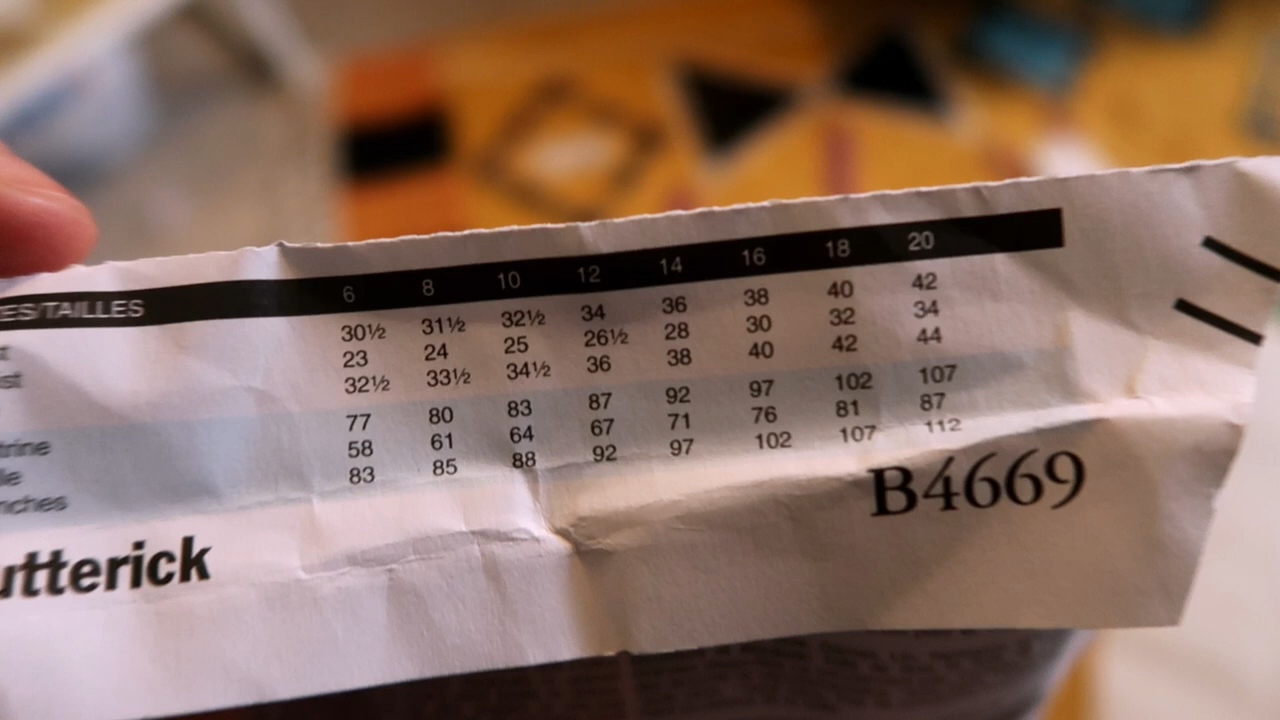 ES/TAILLES 6 8 10 12 14 16 18 20
t 30½ 31½ 32½ 34 36 38 40 42
st 23 24 25 26½ 28 30 32 34
32½ 33½ 34½ 36 38 40 42 44
trine 77 80 83 87 92 97 102 107
le 58 61 64 67 71 76 81 87
nches 83 85 88 92 97 102 107 112
utterick B4669